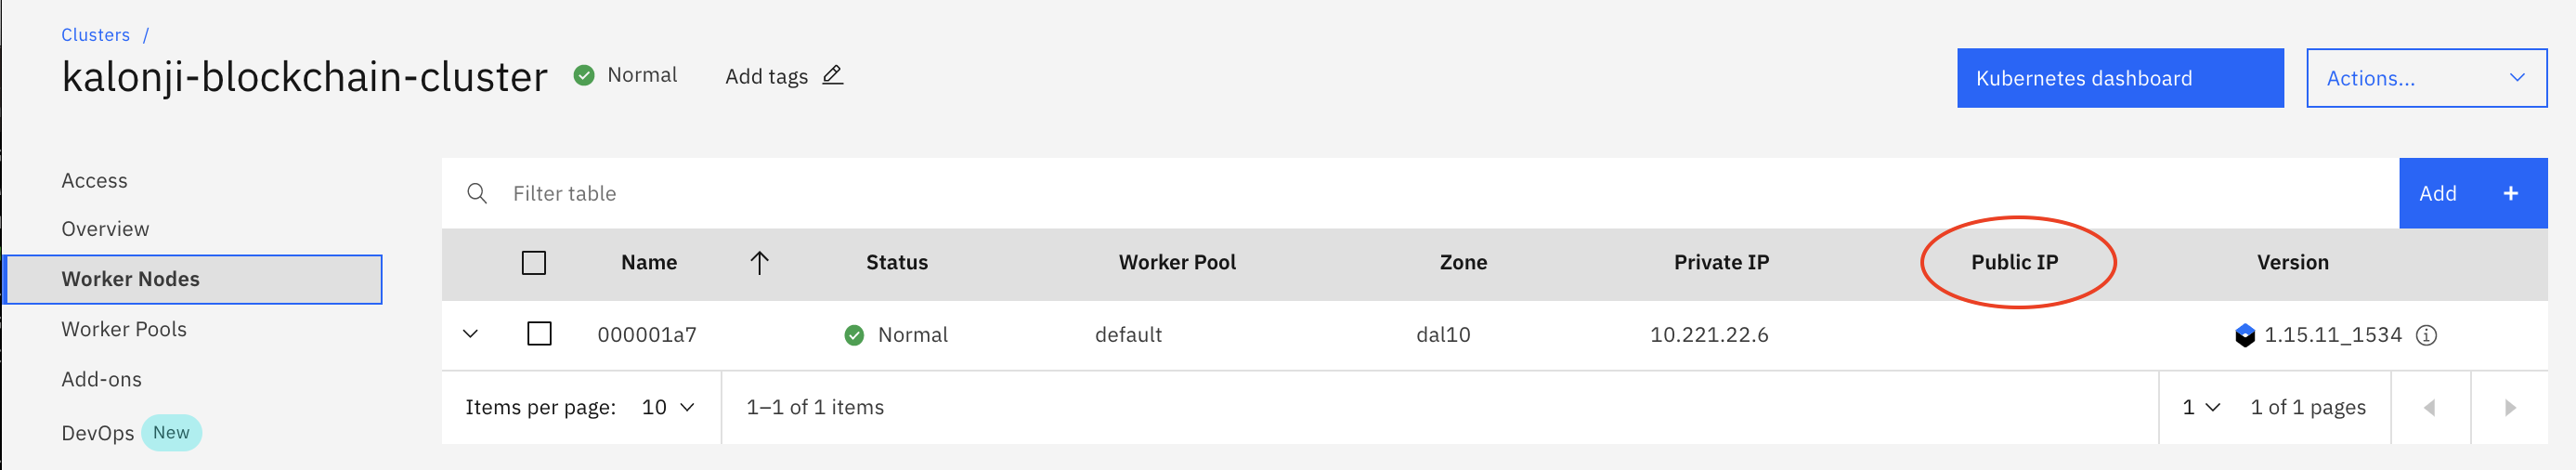 Clusters /
kalonji-blockchain-cluster Normal Add tags Kubernetes dashboard Actions...
Access
Overview
Worker Nodes
Worker Pools
Add-ons
DevOps New
Filter table Add +
Name Status Worker Pool Zone Private IP Public IP Version
000001a7 Normal default dal10 10.221.22.6 1.15.11_1534
Items per page: 10 1–1 of 1 items 1 1 of 1 pages